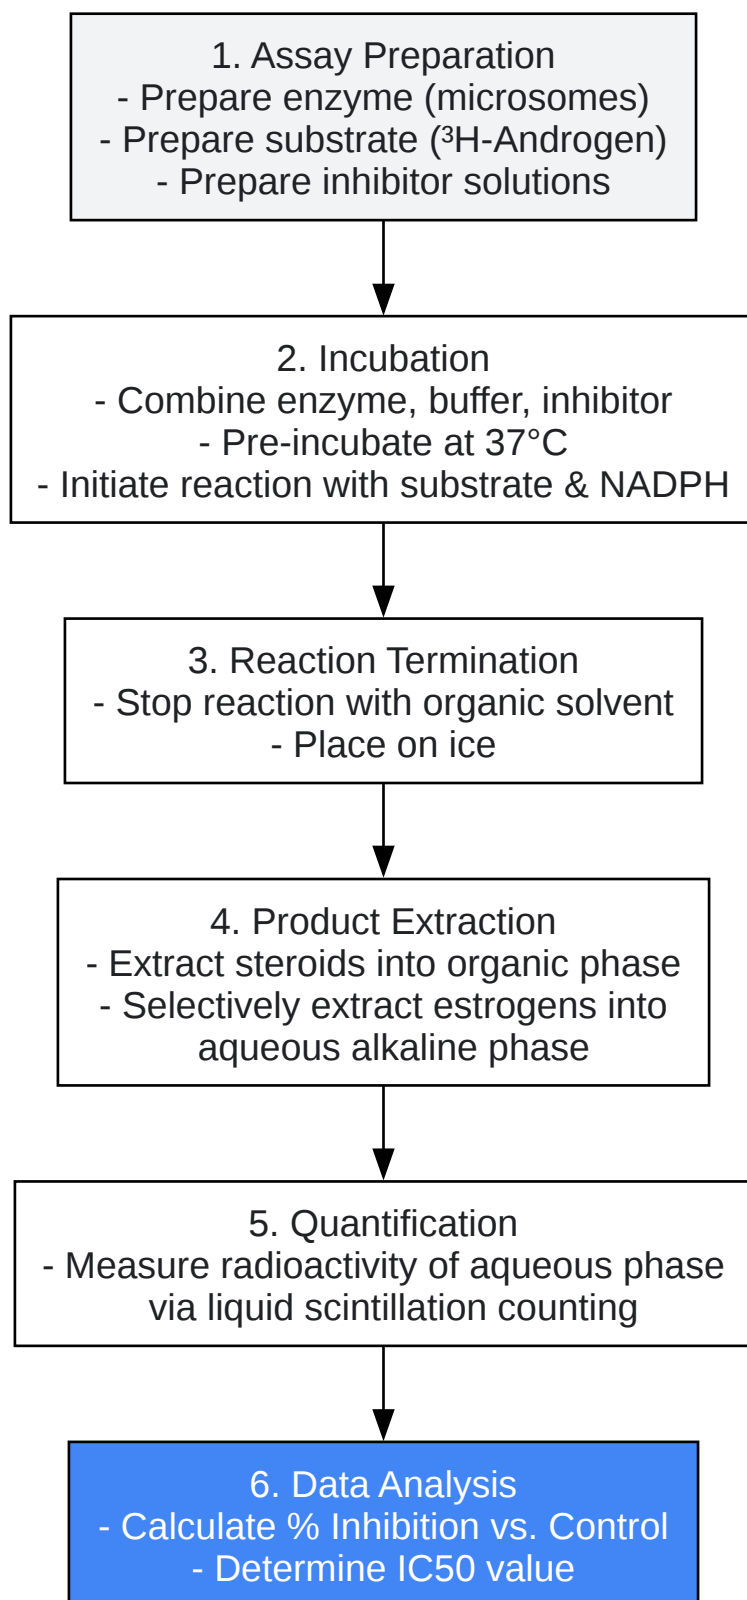 1. Assay Preparation
- Prepare enzyme (microsomes)
- Prepare substrate (³H-Androgen)
- Prepare inhibitor solutions
2. Incubation
- Combine enzyme, buffer, inhibitor
- Pre-incubate at 37°C
- Initiate reaction with substrate & NADPH
3. Reaction Termination
- Stop reaction with organic solvent
- Place on ice
4. Product Extraction
- Extract steroids into organic phase
- Selectively extract estrogens into
aqueous alkaline phase
5. Quantification
- Measure radioactivity of aqueous phase
via liquid scintillation counting
6. Data Analysis
- Calculate % Inhibition vs. Control
- Determine IC50 value